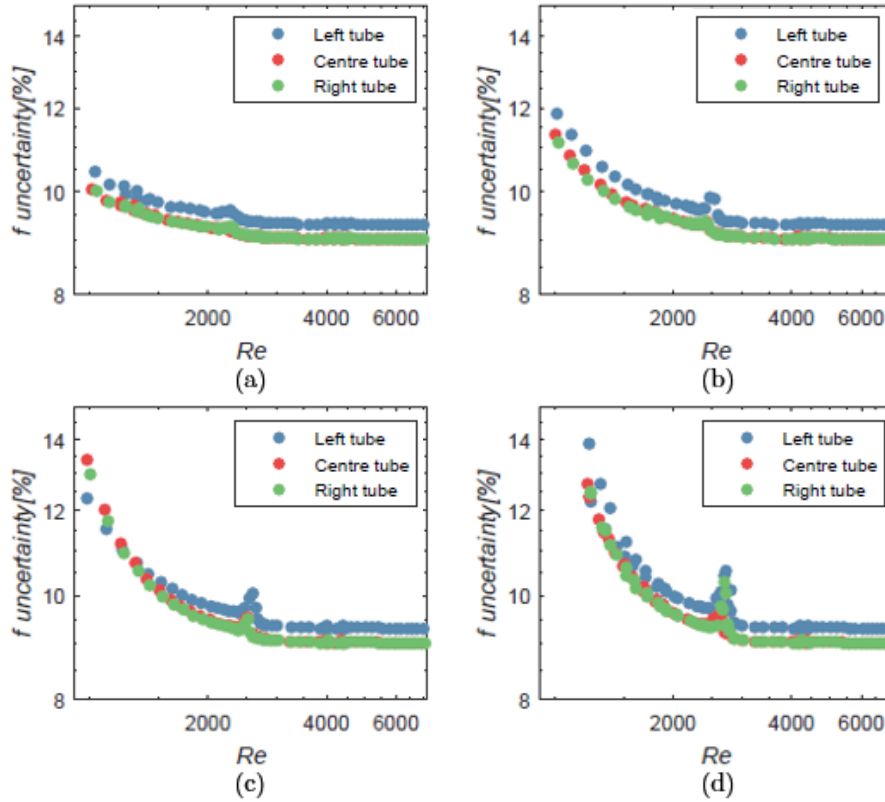 14
12
10
8
f uncertainty[%]
Left tube
Centre tube
Right tube
2000
4000
6000
Re
(a)
14
12
10
8
f uncertainty[%]
Left tube
Centre tube
Right tube
2000
4000
6000
Re
(b)
14
12
10
8
f uncertainty[%]
Left tube
Centre tube
Right tube
2000
4000
6000
Re
(c)
14
12
10
8
f uncertainty[%]
Left tube
Centre tube
Right tube
2000
4000
6000
Re
(d)